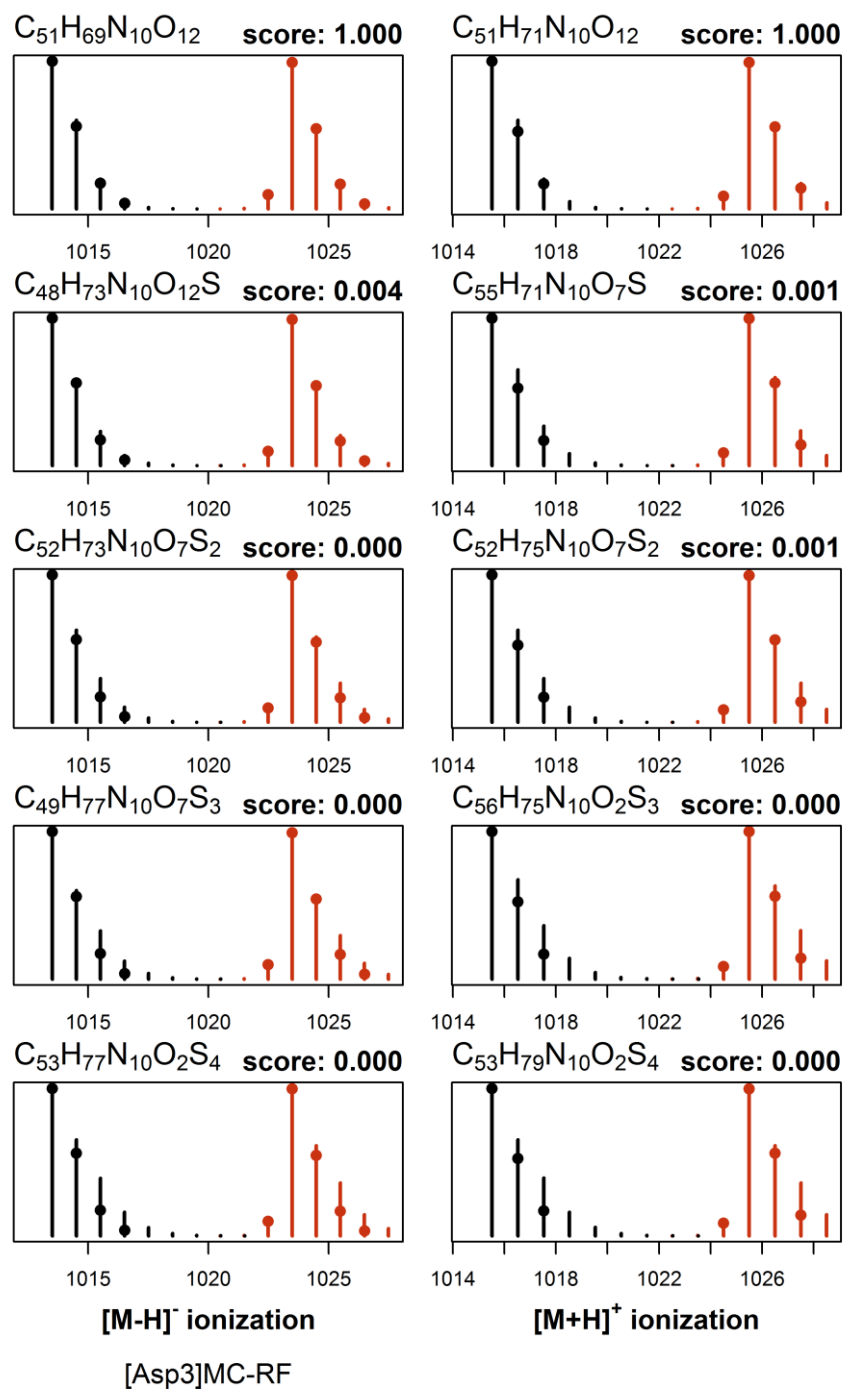 C₅₁H₆₉N₁₀O₁₂ score: 1.000 C₅₁H₇₁N₁₀O₁₂ score: 1.000
1015 1020 1025 1014 1018 1022 1026
C₄₈H₇₃N₁₀O₁₂S score: 0.004 C₅₅H₇₁N₁₀O₇S score: 0.001
1015 1020 1025 1014 1018 1022 1026
C₅₂H₇₃N₁₀O₇S₂ score: 0.000 C₅₂H₇₅N₁₀O₇S₂ score: 0.001
1015 1020 1025 1014 1018 1022 1026
C₄₉H₇₇N₁₀O₇S₃ score: 0.000 C₅₆H₇₅N₁₀O₂S₃ score: 0.000
1015 1020 1025 1014 1018 1022 1026
C₅₃H₇₇N₁₀O₂S₄ score: 0.000 C₅₃H₇₉N₁₀O₂S₄ score: 0.000
1015 1020 1025 1014 1018 1022 1026
[M-H]⁻ ionization [M+H]⁺ ionization
[Asp3]MC-RF